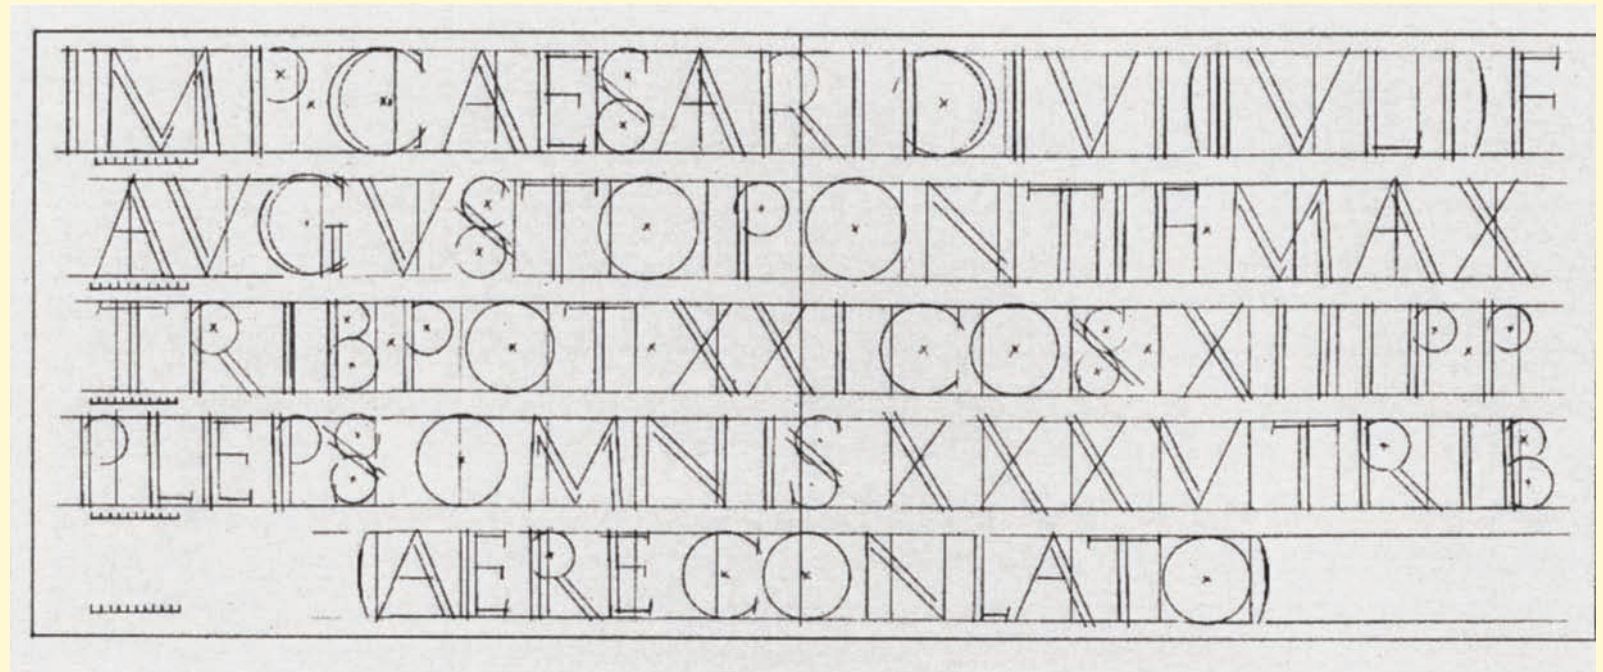 IMP·CAESARI DIVI (IVLI) F
AVGVSTO PONTIF·MAX
TRIB·POT·XXI COS·XIII P·P
PLEPS OMNIS XXXV TRIB
(AERE CONLATO)